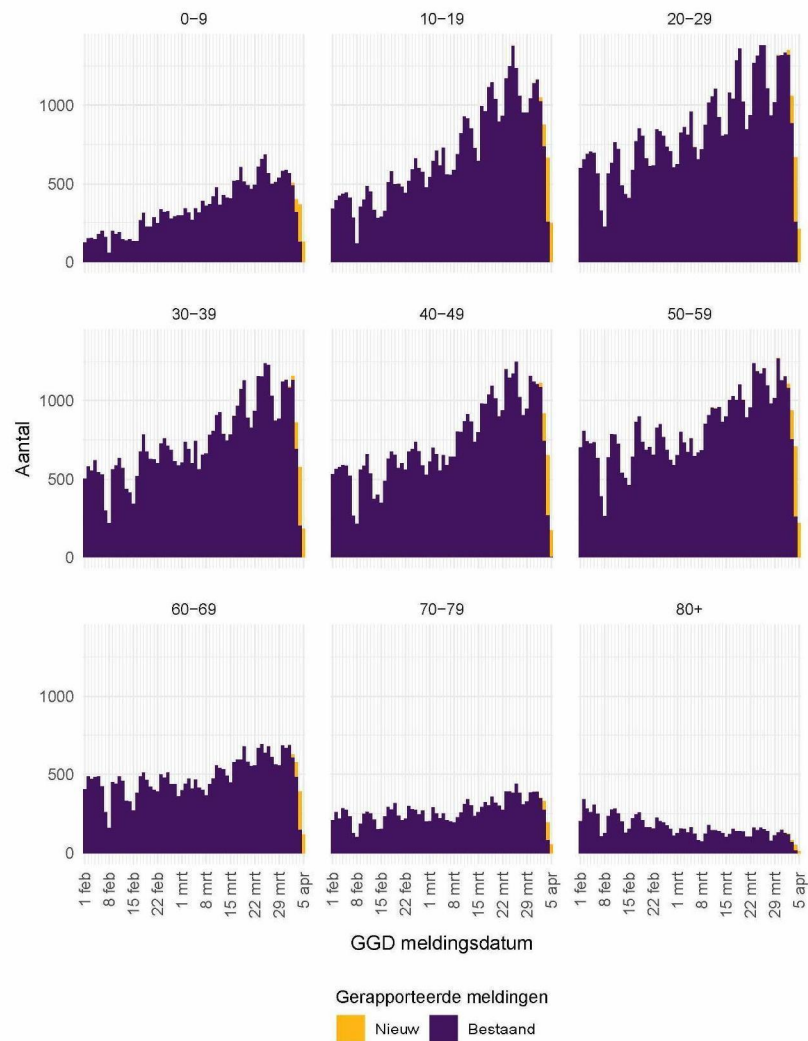 0−9
10−19
20−29
1000
500
0
30−39
40−49
50−59
1000
500
0
Aantal
60−69
70−79
80+
1000
500
0
1 feb
8 feb
15 feb
22 feb
1 mrt
8 mrt
15 mrt
22 mrt
29 mrt
5 apr
1 feb
8 feb
15 feb
22 feb
1 mrt
8 mrt
15 mrt
22 mrt
29 mrt
5 apr
1 feb
8 feb
15 feb
22 feb
1 mrt
8 mrt
15 mrt
22 mrt
29 mrt
5 apr
GGD meldingsdatum
Gerapporteerde meldingen
Nieuw
Bestaand